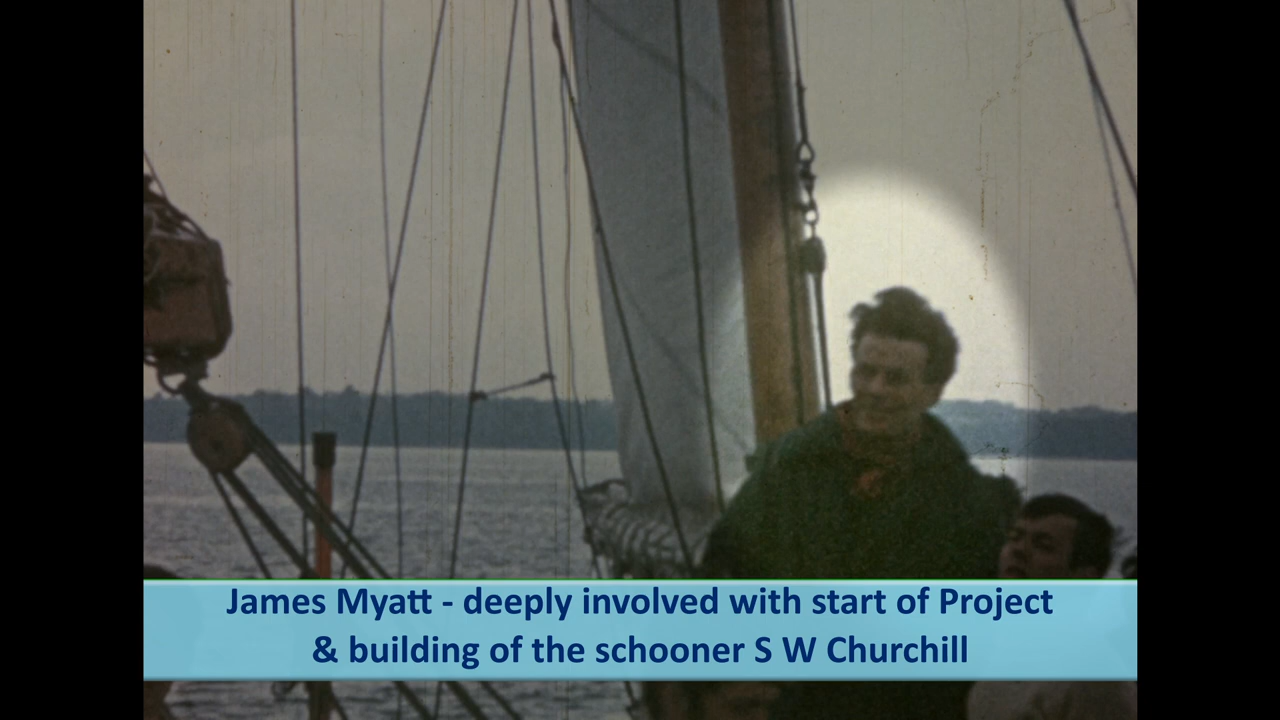 James Myatt - deeply involved with start of Project
& building of the schooner S W Churchill